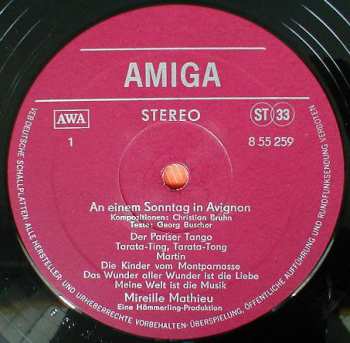 AMIGA
AWA
STEREO
ST 33
1
8 55 259
An einem Sonntag in Avignon
Kompositionen: Christian Bruhn
Texte: Georg Buschor
Der Pariser Tango
Tarata-Ting, Tarata-Tong
Martin
Die Kinder vom Montparnasse
Das Wunder aller Wunder ist die Liebe
Meine Welt ist die Musik
Mireille Mathieu
Eine Hämmerling-Produktion
VEB DEUTSCHE SCHALLPLATTEN ALLE HERSTELLER- UND URHEBERRECHTE VORBEHALTEN · ÜBERSPIELUNG, ÖFFENTLICHE AUFFÜHRUNG UND RUNDFUNKSENDUNG VERBOTEN